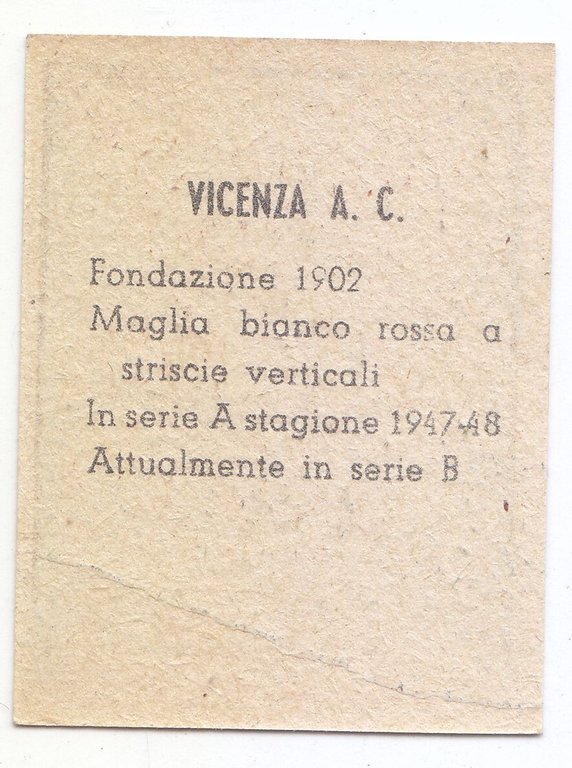 VICENZA A. C.
Fondazione 1902
Maglia bianco rossa a
striscie verticali
In serie A stagione 1947-48
Attualmente in serie B